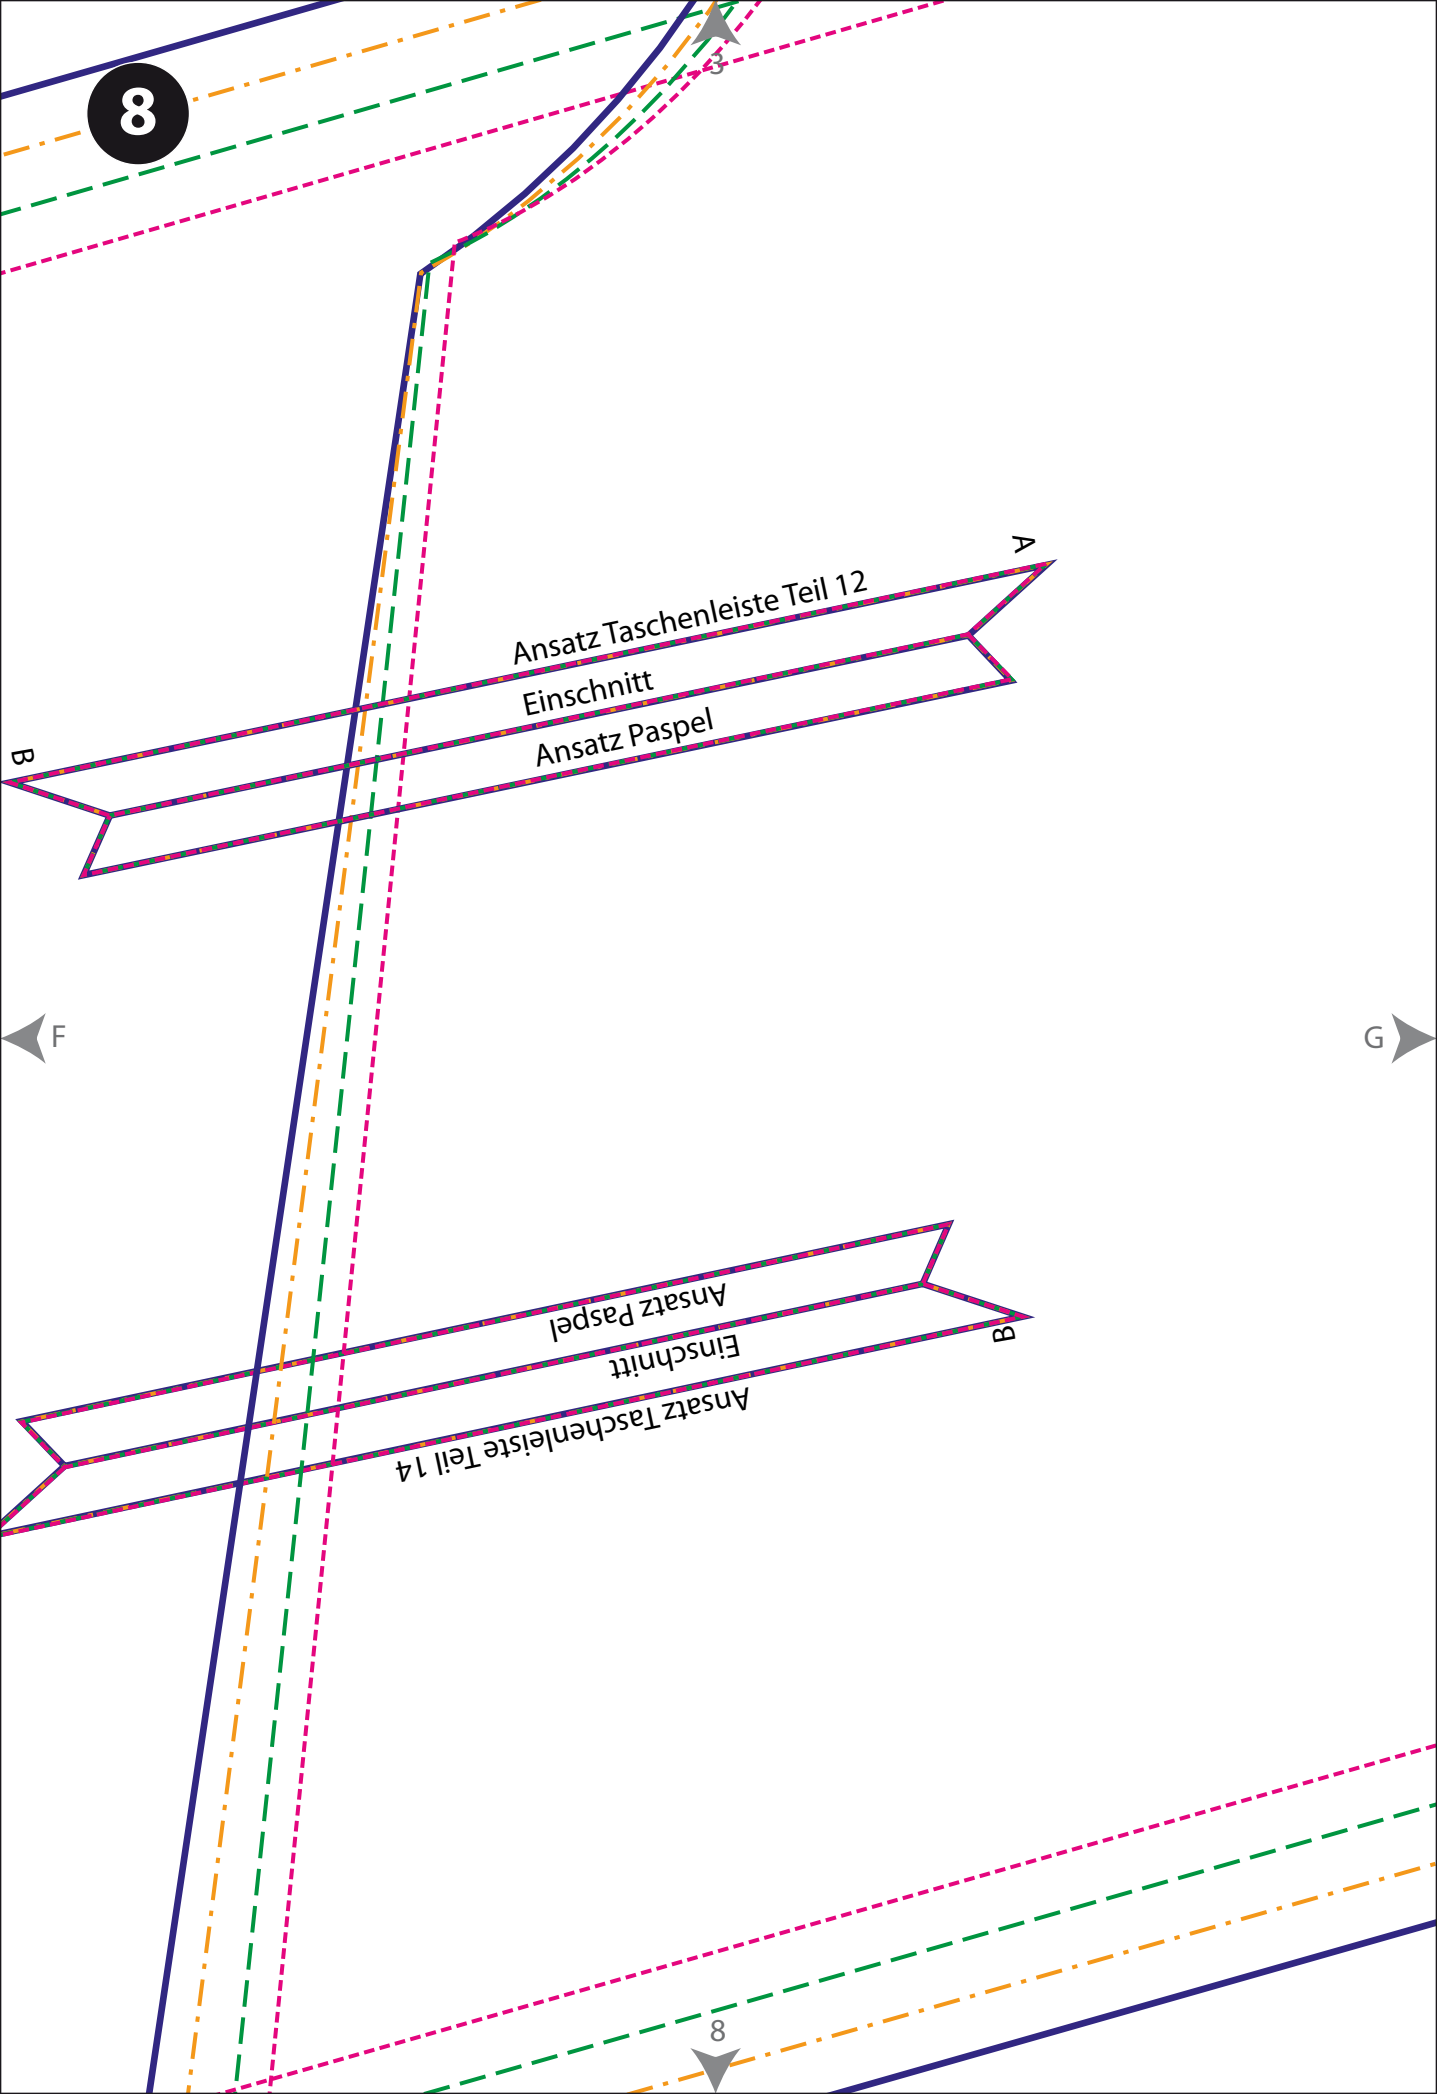 3
8
A
Ansatz Taschenleiste Teil 12
Einschnitt
Ansatz Paspel
B
F
G
Ansatz Paspel
Einschnitt
B
Ansatz Taschenleiste Teil 14
8